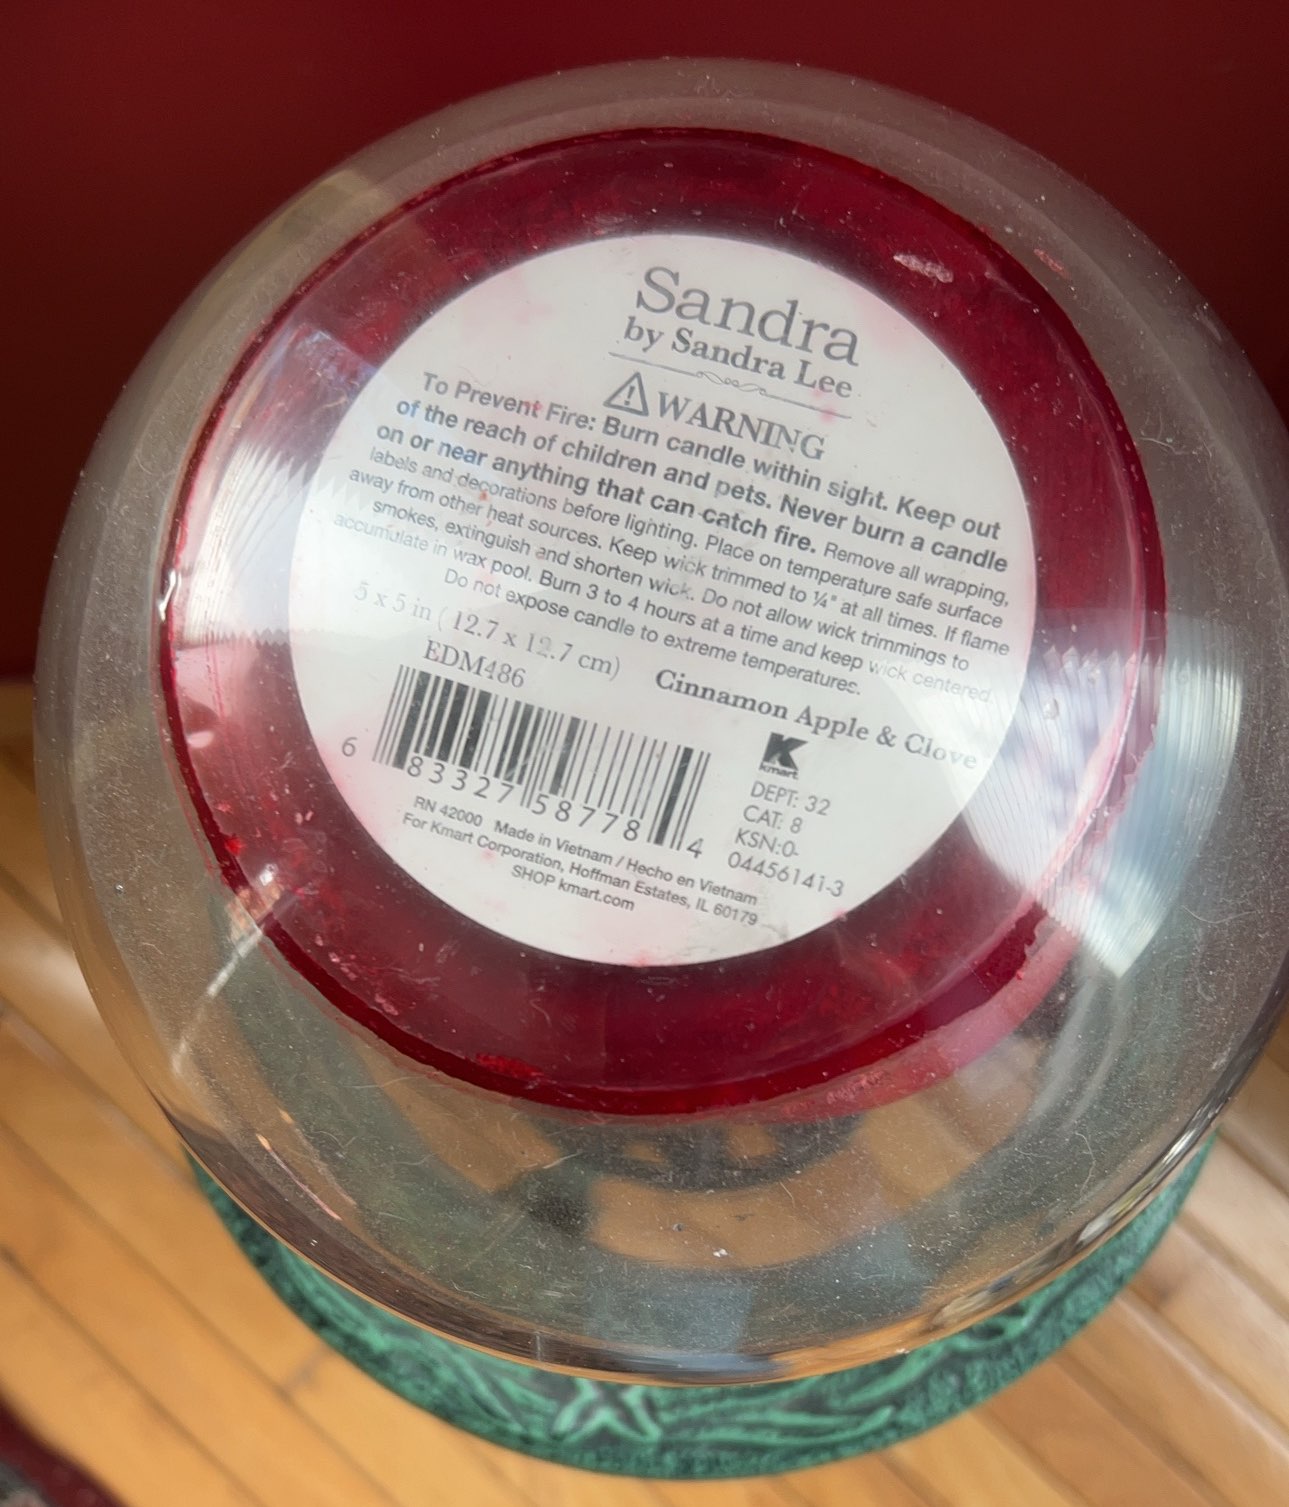 Sandra
by Sandra Lee
⚠ WARNING
To Prevent Fire: Burn candle within sight. Keep out
of the reach of children and pets. Never burn a candle
on or near anything that can catch fire. Remove all wrapping,
labels and decorations before lighting. Place on temperature safe surface
away from other heat sources. Keep wick trimmed to ¼" at all times. If flame
smokes, extinguish and shorten wick. Do not allow wick trimmings to
accumulate in wax pool. Burn 3 to 4 hours at a time and keep wick centered
Do not expose candle to extreme temperatures.
5 x 5 in ( 12.7 x 12.7 cm)
Cinnamon Apple & Clove
EDM486
6 83327 58778 4
K
kmart
DEPT: 32
CAT: 8
KSN:0-
04456141-3
RN 42000 Made in Vietnam / Hecho en Vietnam
For Kmart Corporation, Hoffman Estates, IL 60179
SHOP kmart.com